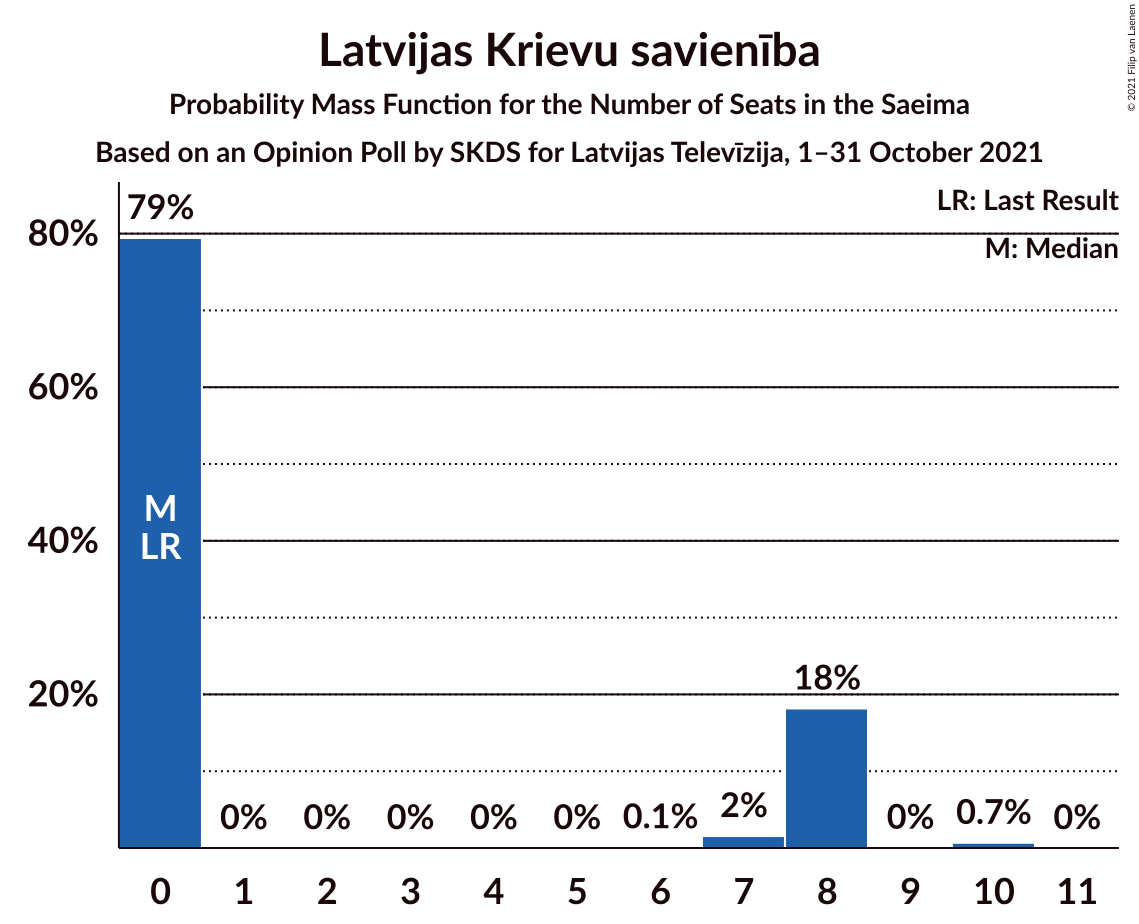 Latvijas Krievu savienība
Probability Mass Function for the Number of Seats in the Saeima
Based on an Opinion Poll by SKDS for Latvijas Televīzija, 1–31 October 2021
© 2021 Filip van Laenen
LR: Last Result
M: Median
80%
60%
40%
20%
79%
M
LR
0%
0%
0%
0%
0%
0.1%
2%
18%
0%
0.7%
0%
0 1 2 3 4 5 6 7 8 9 10 11